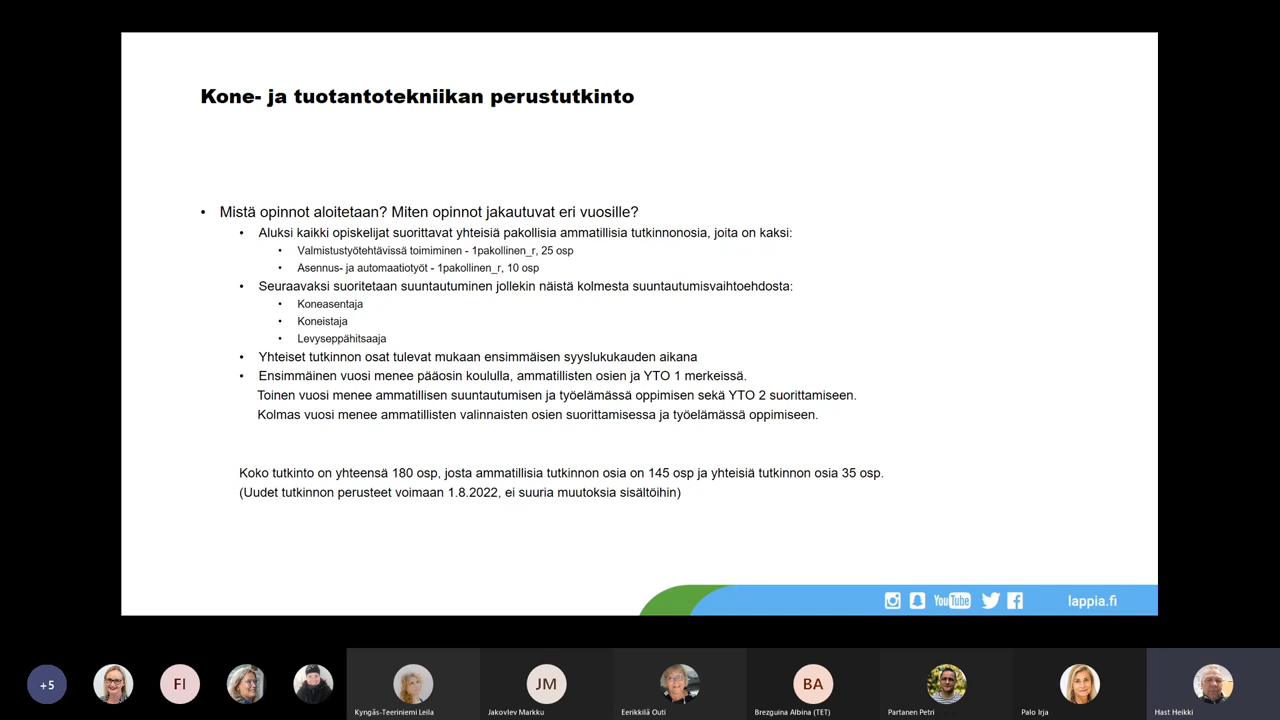 Kone- ja tuotantotekniikan perustutkinto
• Mistä opinnot aloitetaan? Miten opinnot jakautuvat eri vuosille?
• Aluksi kaikki opiskelijat suorittavat yhteisiä pakollisia ammatillisia tutkinnonosia, joita on kaksi:
• Valmistustyötehtävissä toimiminen - 1pakollinen_r, 25 osp
• Asennus- ja automaatiotyöt - 1pakollinen_r, 10 osp
• Seuraavaksi suoritetaan suuntautuminen jollekin näistä kolmesta suuntautumisvaihtoehdosta:
• Koneasentaja
• Koneistaja
• Levyseppähitsaaja
• Yhteiset tutkinnon osat tulevat mukaan ensimmäisen syyslukukauden aikana
• Ensimmäinen vuosi menee pääosin koululla, ammatillisten osien ja YTO 1 merkeissä.
Toinen vuosi menee ammatillisen suuntautumisen ja työelämässä oppimisen sekä YTO 2 suorittamiseen.
Kolmas vuosi menee ammatillisten valinnaisten osien suorittamisessa ja työelämässä oppimiseen.
Koko tutkinto on yhteensä 180 osp, josta ammatillisia tutkinnon osia on 145 osp ja yhteisiä tutkinnon osia 35 osp.
(Uudet tutkinnon perusteet voimaan 1.8.2022, ei suuria muutoksia sisältöihin)
YouTube lappia.fi
+5 FI JM BA
Kyngäs-Teeriniemi Leila Jakovlev Markku Eerikkilä Outi Brezguina Albina (TET) Partanen Petri Palo Irja Hast Heikki